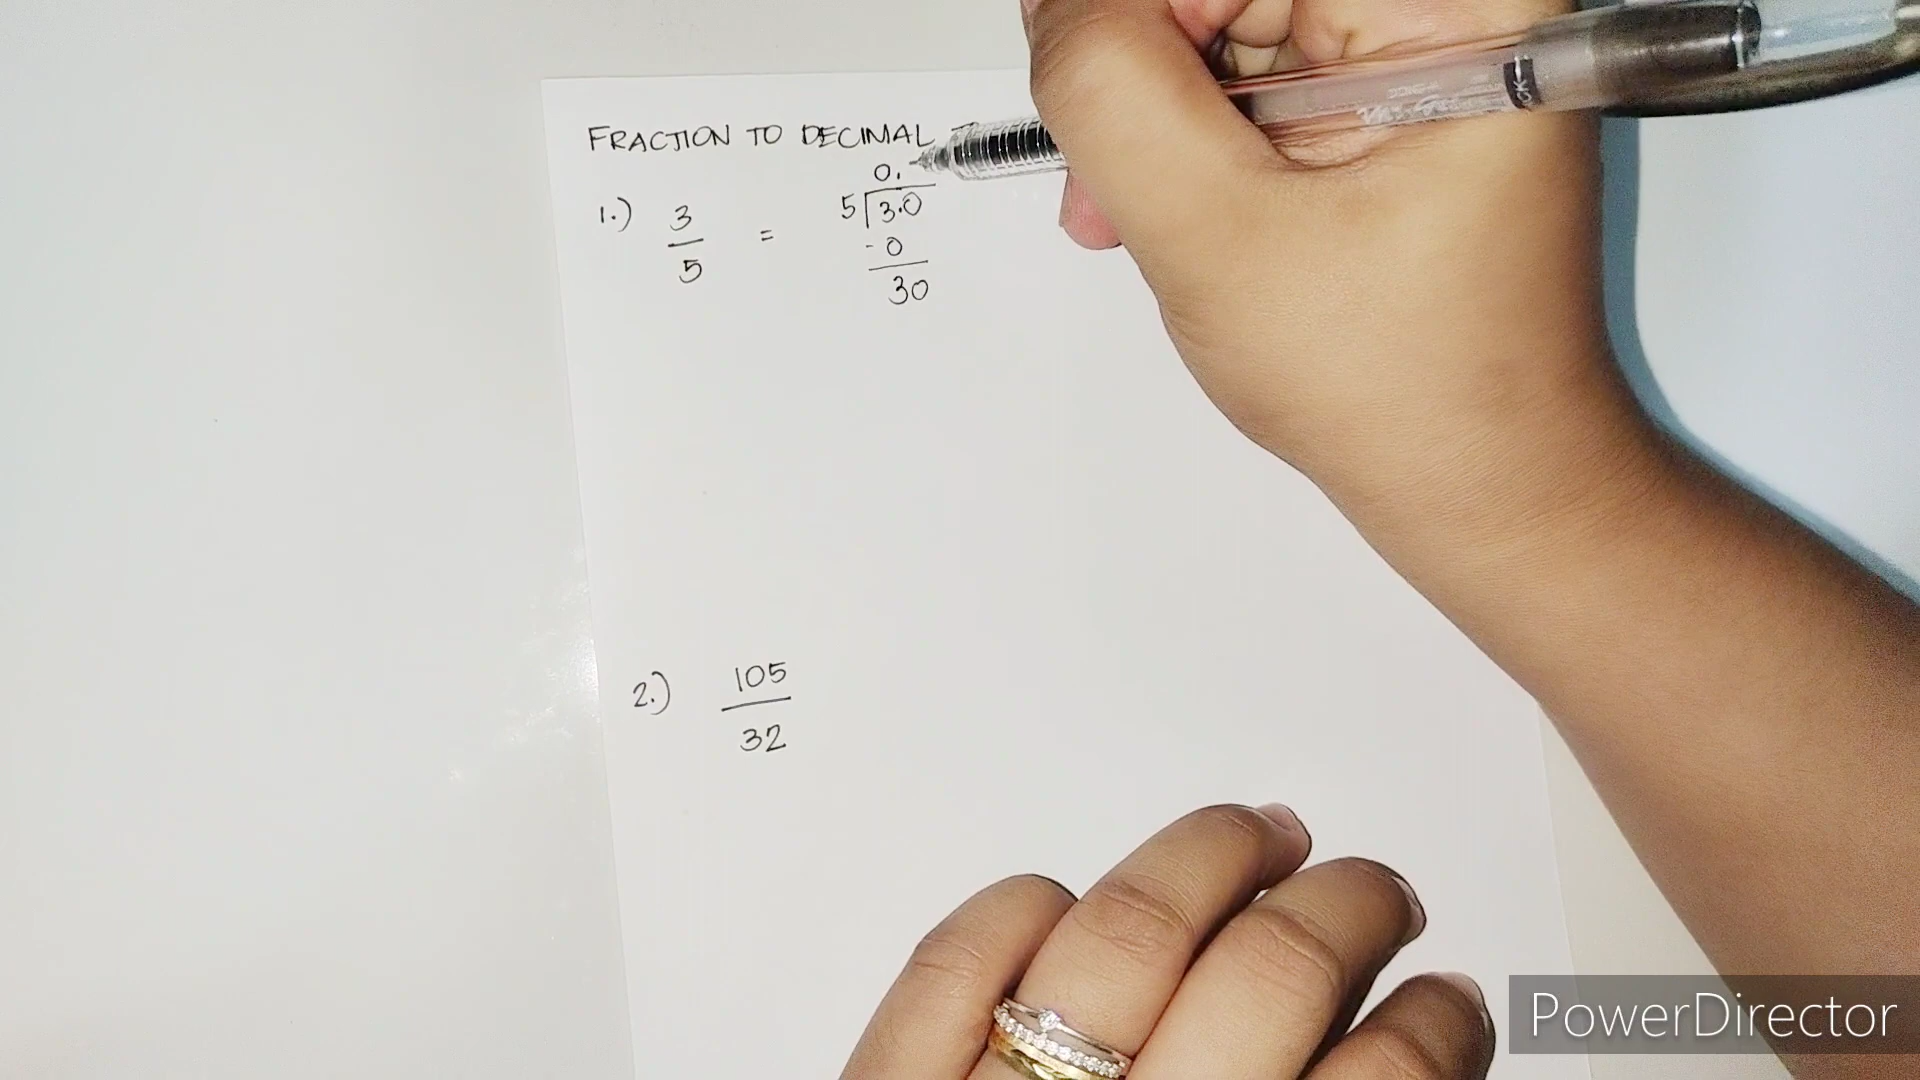 FRACTION TO DECIMAL
1.) 3/5 = 0.
5 3.0
- 0
30
2.) 105/32
PowerDirector